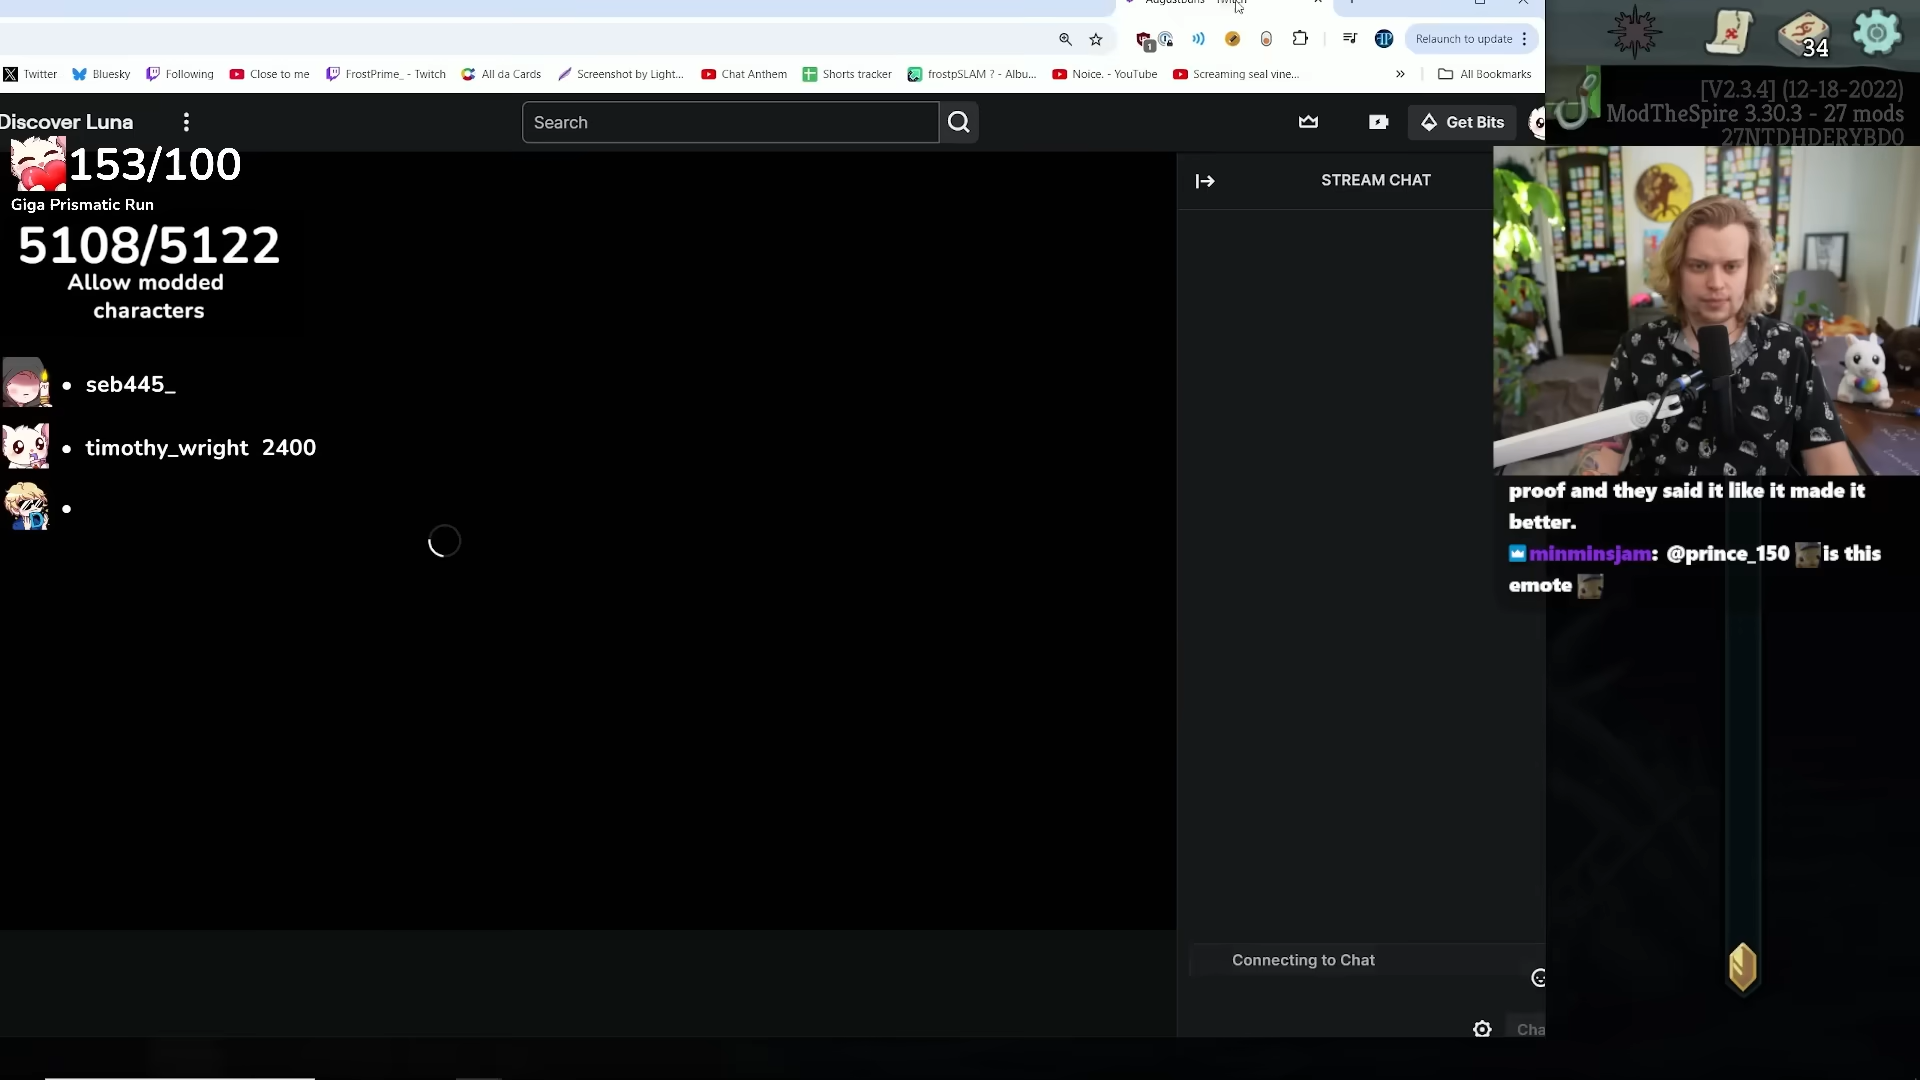 Relaunch to update
Twitter
Bluesky
Following
Close to me
FrostPrime_ - Twitch
All da Cards
Screenshot by Light...
Chat Anthem
Shorts tracker
frostpSLAM ? - Albu...
Noice. - YouTube
Screaming seal vine...
»
All Bookmarks
34
[V2.3.4] (12-18-2022)
ModTheSpire 3.30.3 - 27 mods
27NTDHDERYBD0
Discover Luna
Search
Get Bits
153/100
Giga Prismatic Run
5108/5122
Allow modded
characters
STREAM CHAT
• seb445_
• timothy_wright 2400
•
proof and they said it like it made it
better.
minminsjam: @prince_150 is this
emote
Connecting to Chat
Cha